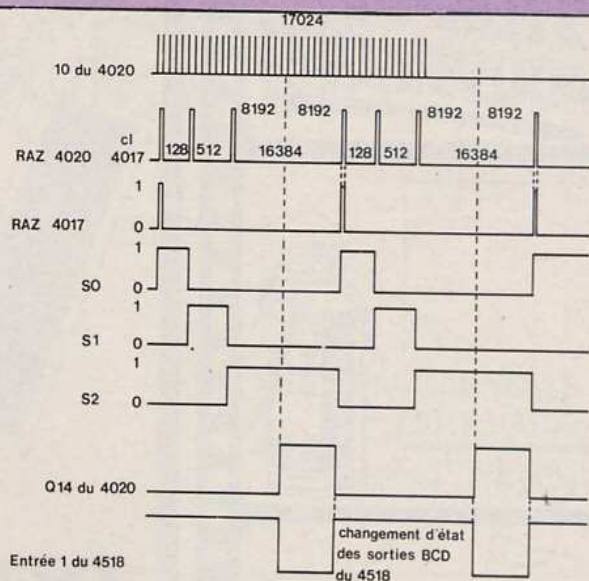 17024
10 du 4020
8192 8192 8192 8192
cl
RAZ 4020 4017 128 512 16384 128 512 16384
1
RAZ 4017 0
1
S0 0
1
S1 0
1
S2 0
Q14 du 4020
changement d'état
des sorties BCD
Entrée 1 du 4518 du 4518